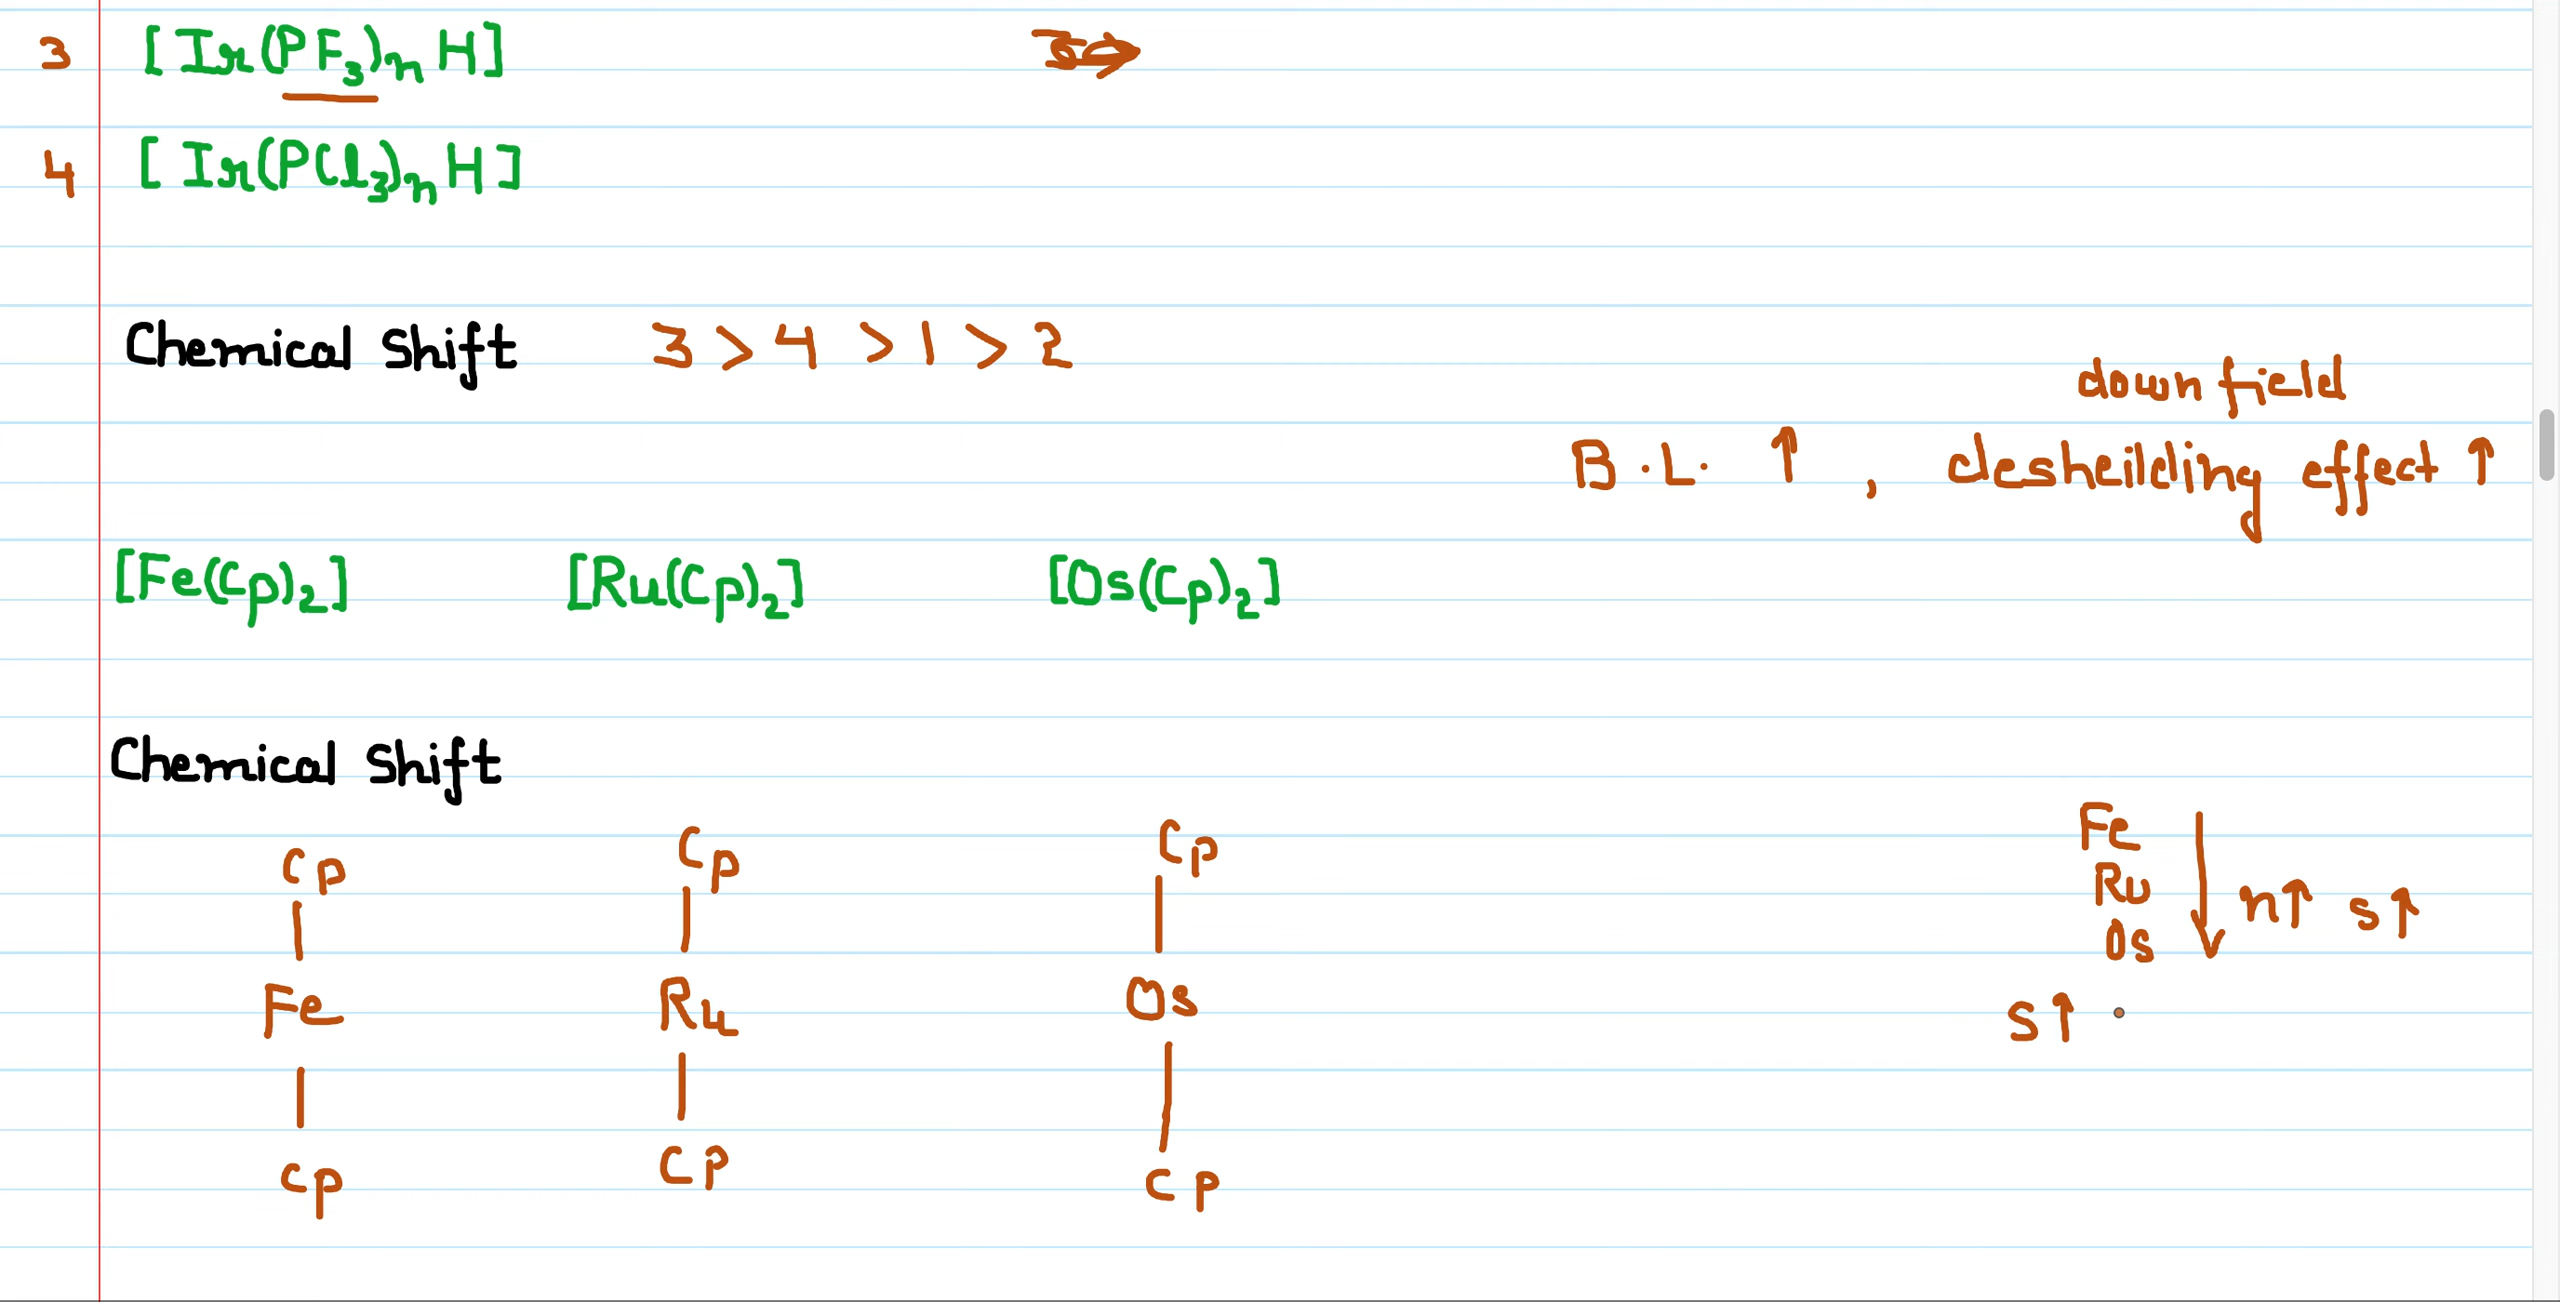 3 [Ir(PF3)n H]
4 [Ir(PCl3)n H]
Chemical Shift 3 > 4 > 1 > 2
down field
B.L. ↑ , desheilding effect ↑
[Fe(Cp)2] [Ru(Cp)2] [Os(Cp)2]
Chemical Shift
Cp Cp Cp
Fe Ru Os
Cp Cp Cp
Fe
Ru
Os
n↑ s↑
s↑